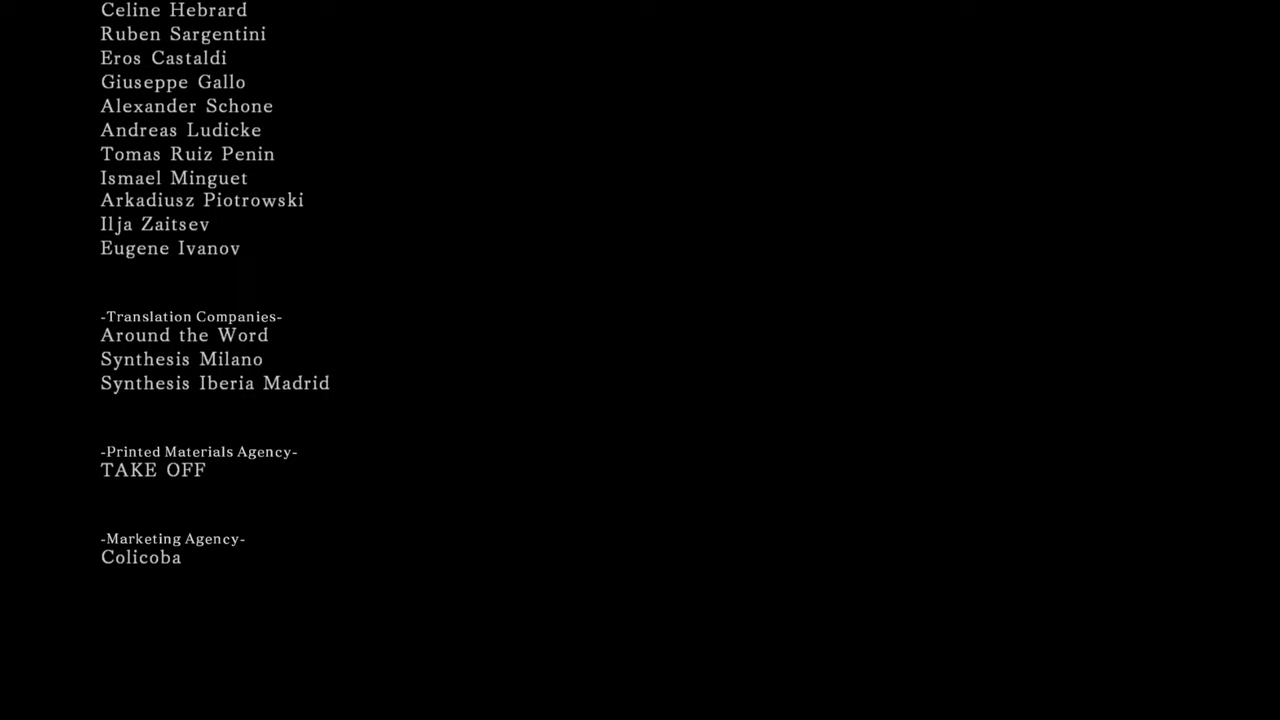 Celine Hebrard
Ruben Sargentini
Eros Castaldi
Giuseppe Gallo
Alexander Schone
Andreas Ludicke
Tomas Ruiz Penin
Ismael Minguet
Arkadiusz Piotrowski
Ilja Zaitsev
Eugene Ivanov
-Translation Companies-
Around the Word
Synthesis Milano
Synthesis Iberia Madrid
-Printed Materials Agency-
TAKE OFF
-Marketing Agency-
Colicoba